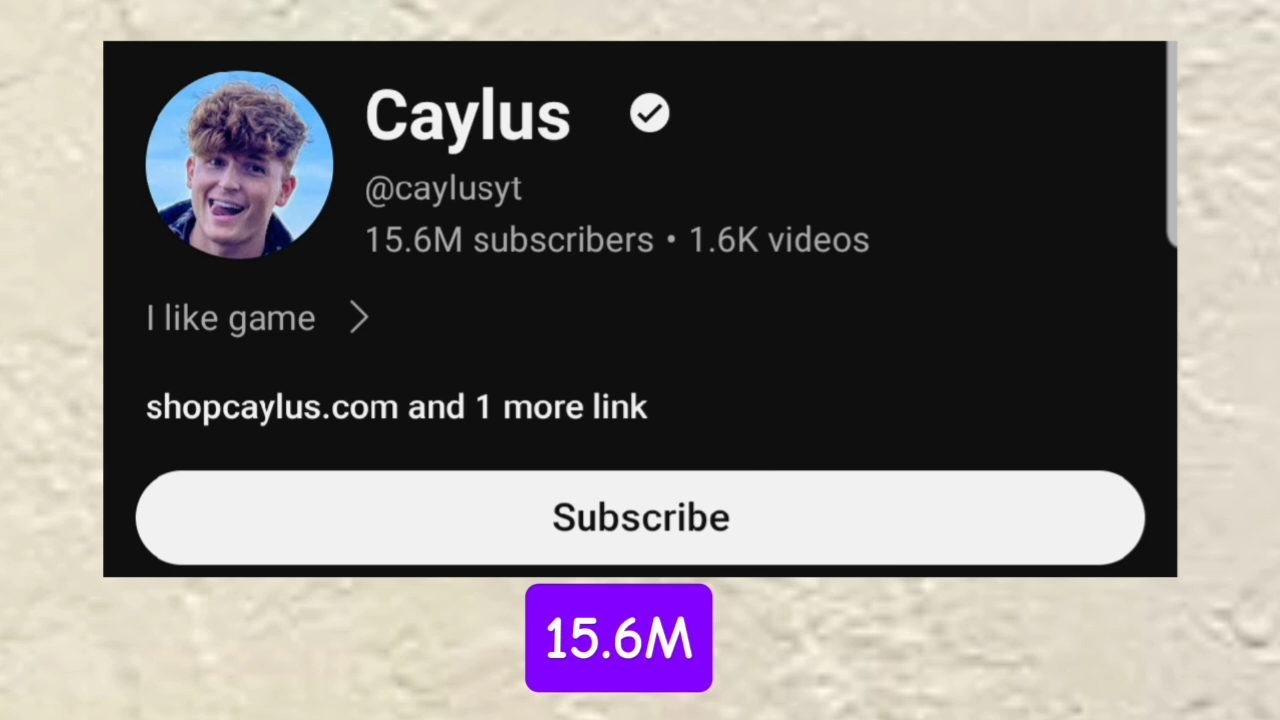 Caylus
@caylusyt
15.6M subscribers • 1.6K videos
I like game
shopcaylus.com and 1 more link
Subscribe
15.6M